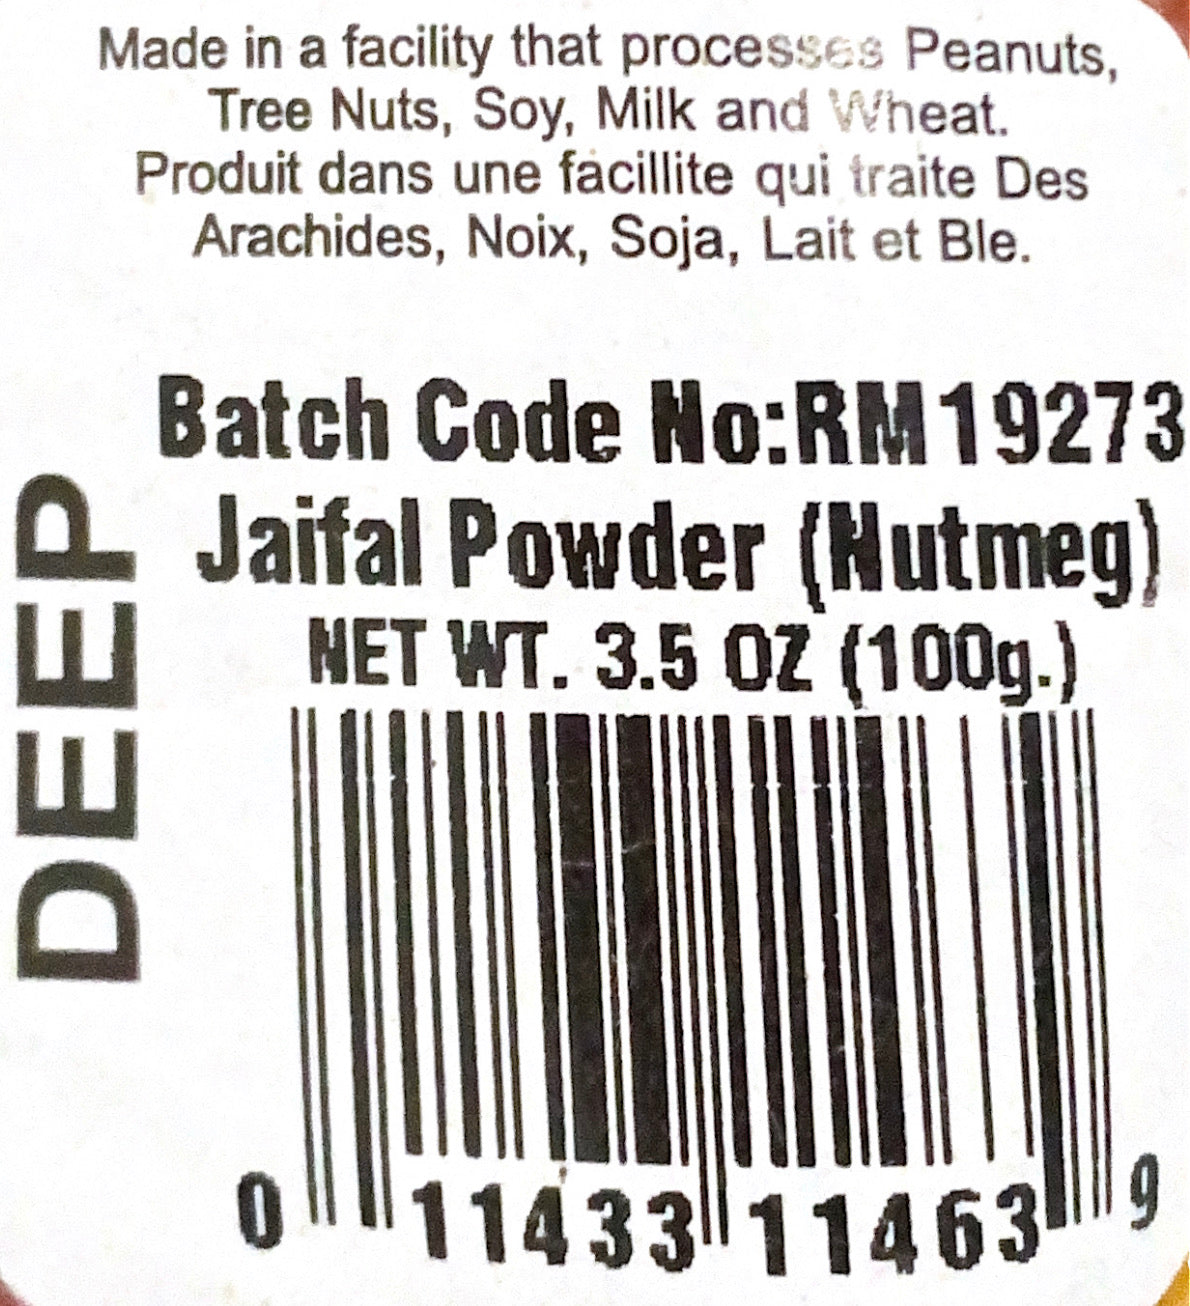 Made in a facility that processes Peanuts,
Tree Nuts, Soy, Milk and Wheat.
Produit dans une facillite qui traite Des
Arachides, Noix, Soja, Lait et Ble.
Batch Code No:RM19273
Jaifal Powder (Nutmeg)
NET WT. 3.5 OZ (100g.)
DEEP
0 11433 11463 9